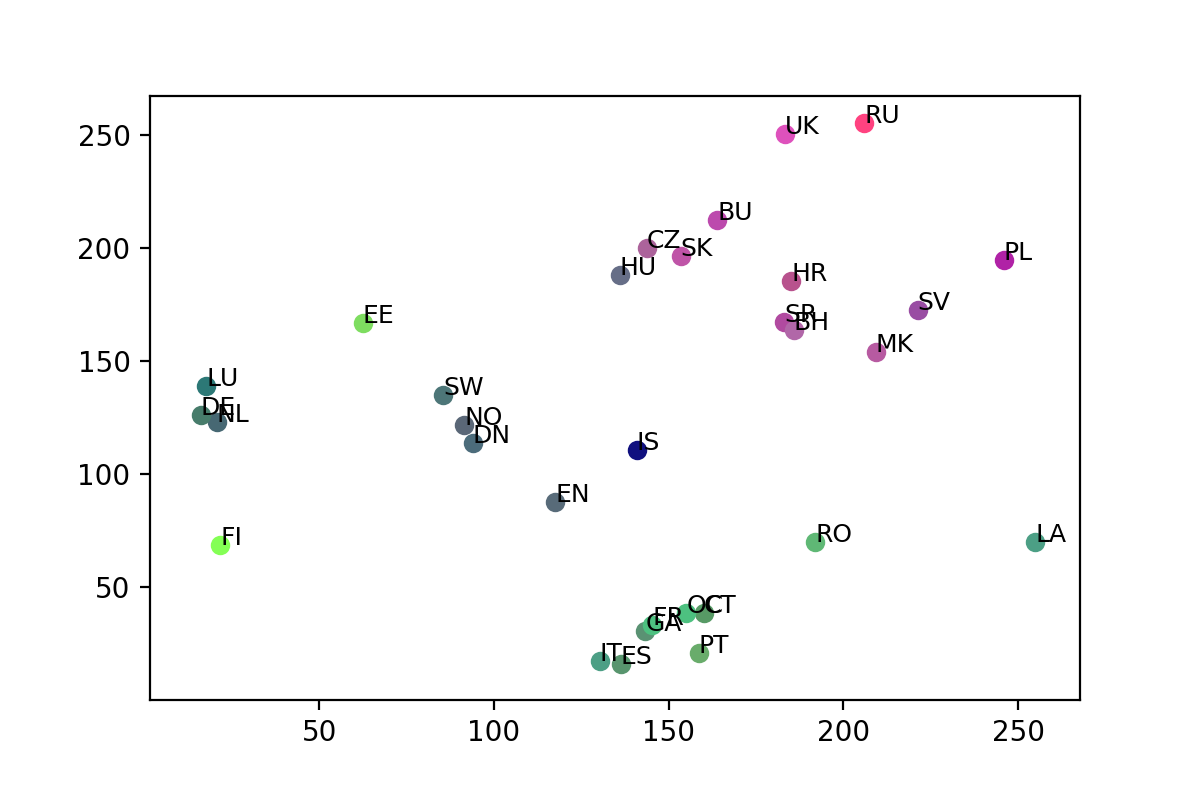 250
200
150
100
50
UK
RU
BU
CZ
SK
HU
PL
HR
SV
SR
BH
EE
MK
LU
SW
DE
NL
NO
DN
IS
EN
FI
RO
LA
OC
CT
FR
GA
PT
IT
ES
50
100
150
200
250